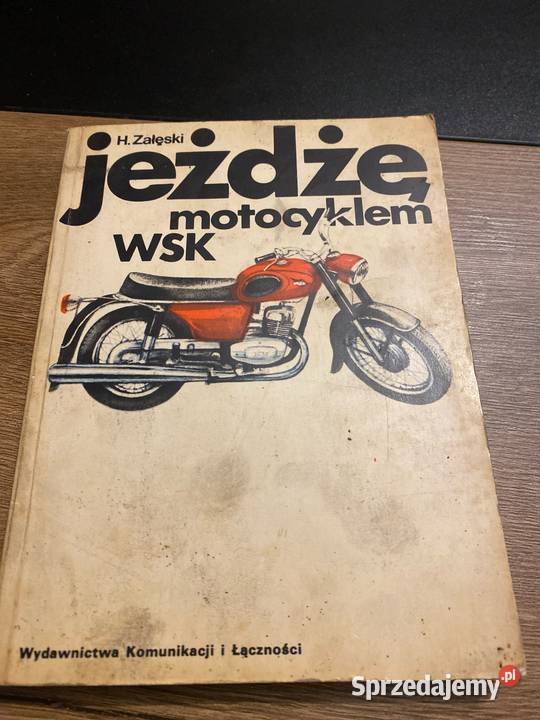 H. Załęski
jeżdżę
motocyklem
WSK
Wydawnictwa Komunikacji i Łączności
Sprzedajemy.pl